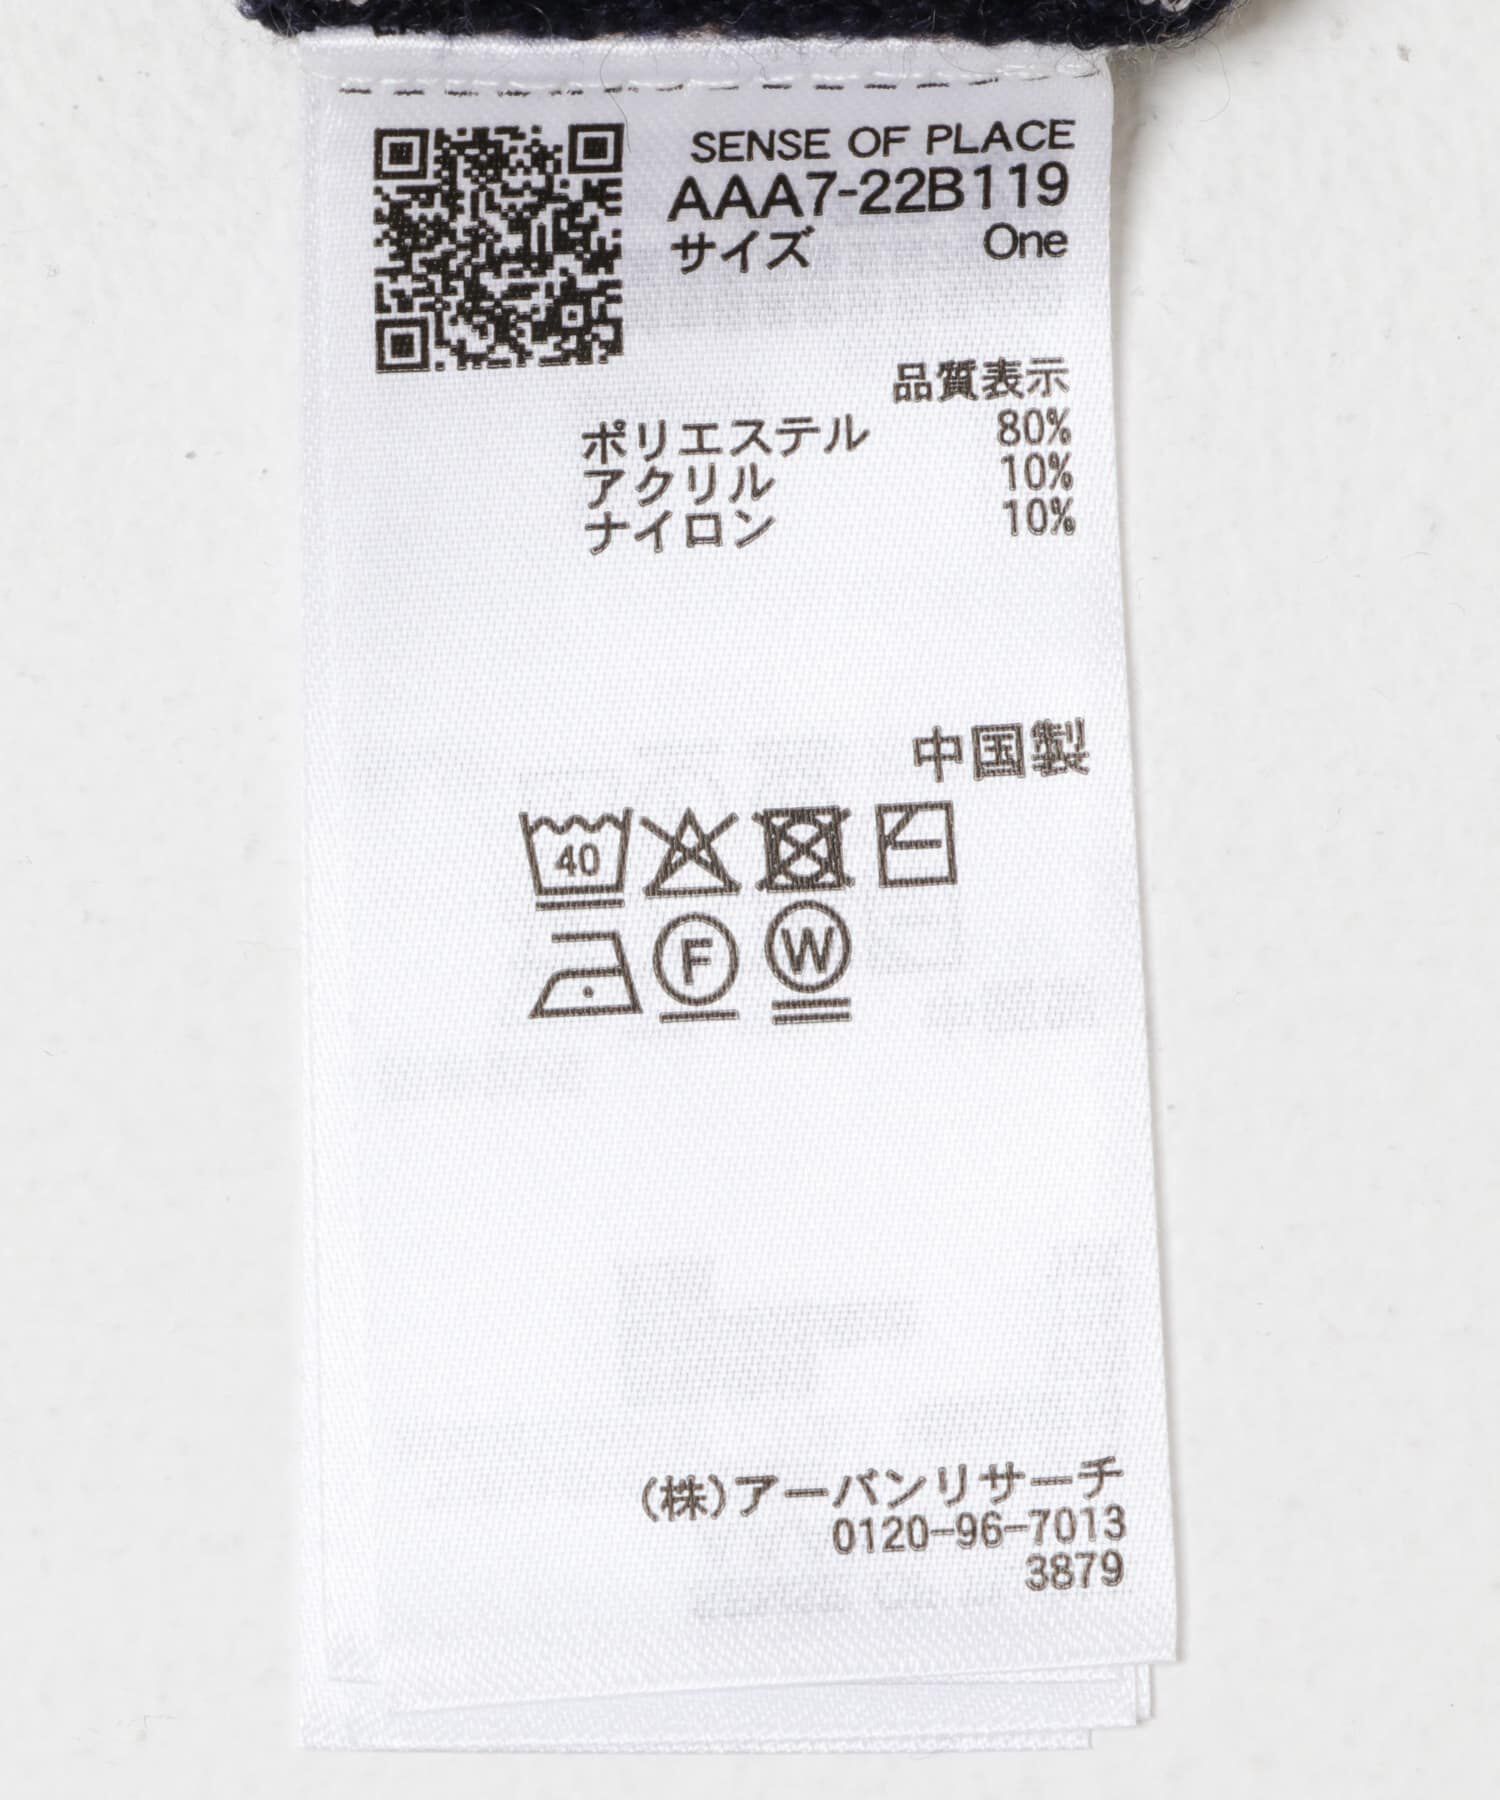 SENSE OF PLACE
AAA7-22B119
サイズ One
品質表示
ポリエステル 80%
アクリル 10%
ナイロン 10%
中国製
40
F W
(株)アーバンリサーチ
0120-96-7013
3879